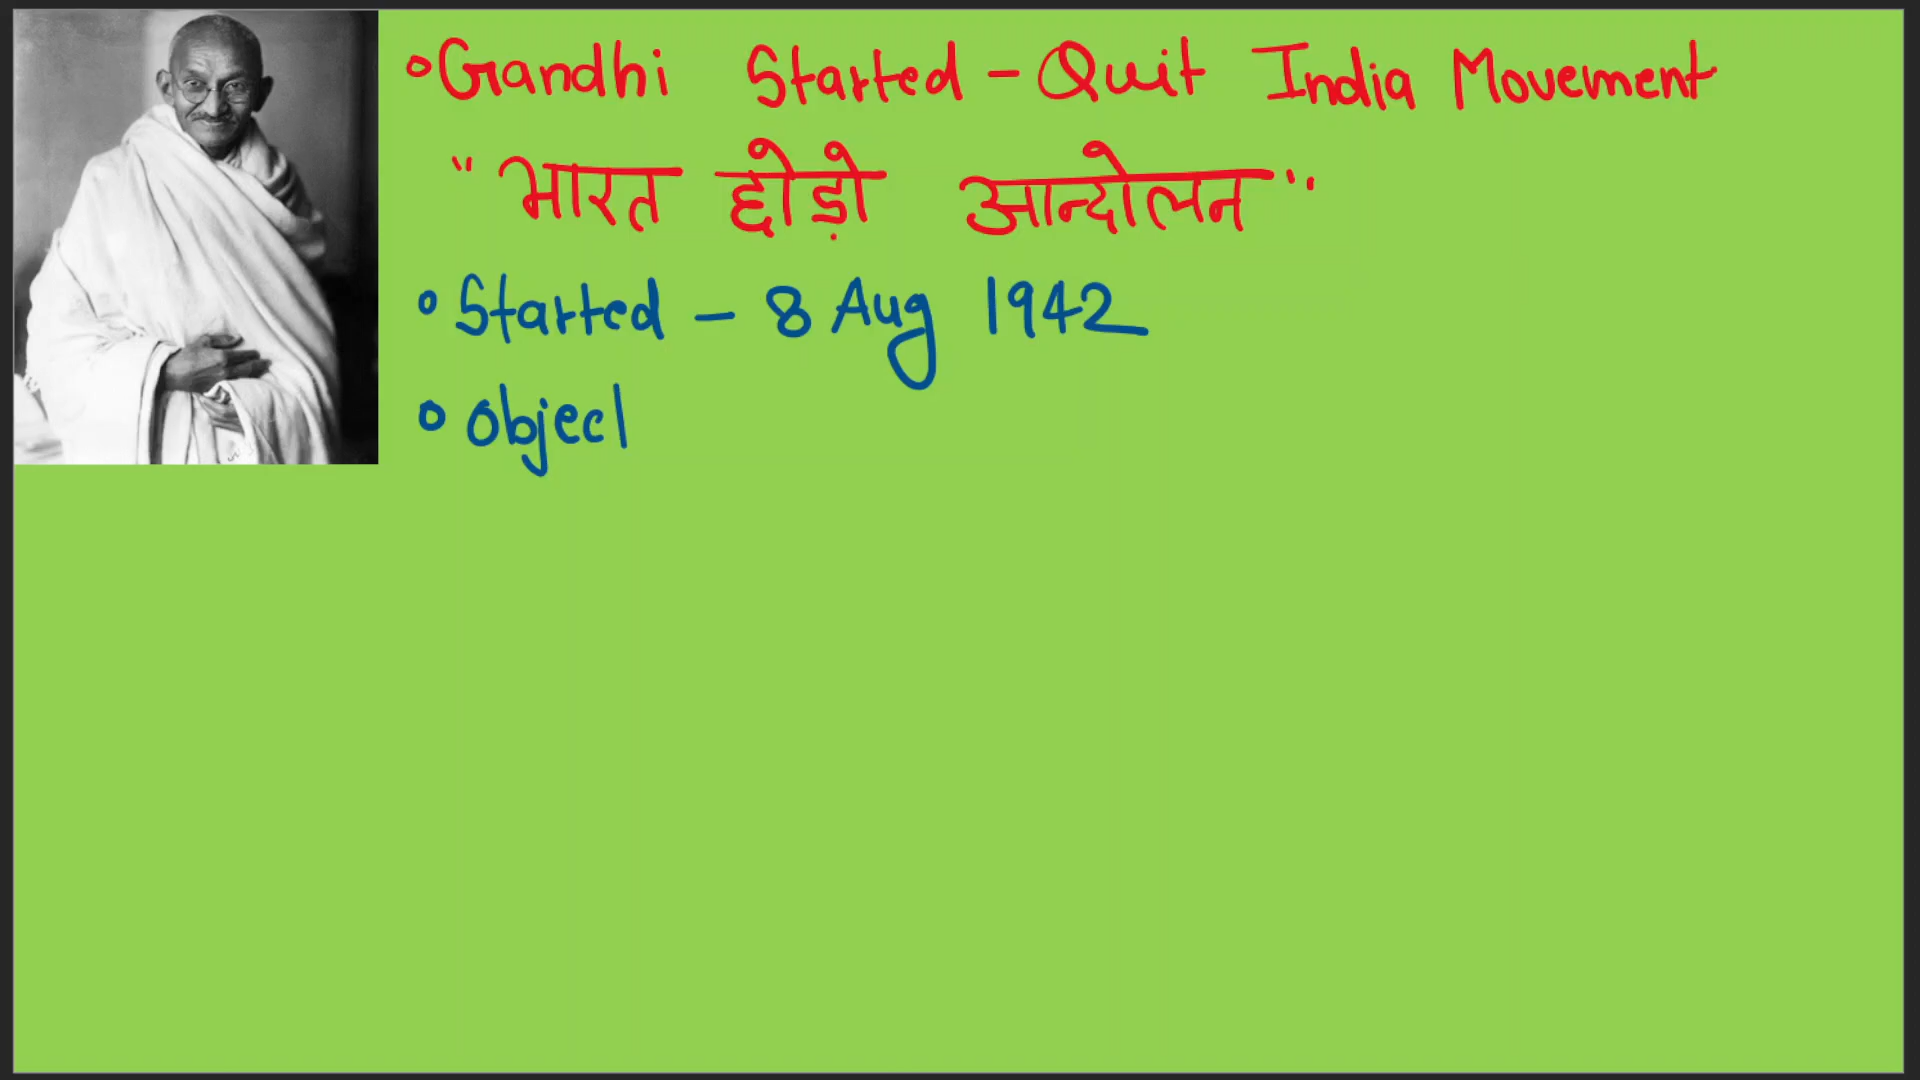 •Gandhi Started - Quit India Movement
"भारत छोड़ो आन्दोलन"
•Started - 8 Aug 1942
•Object